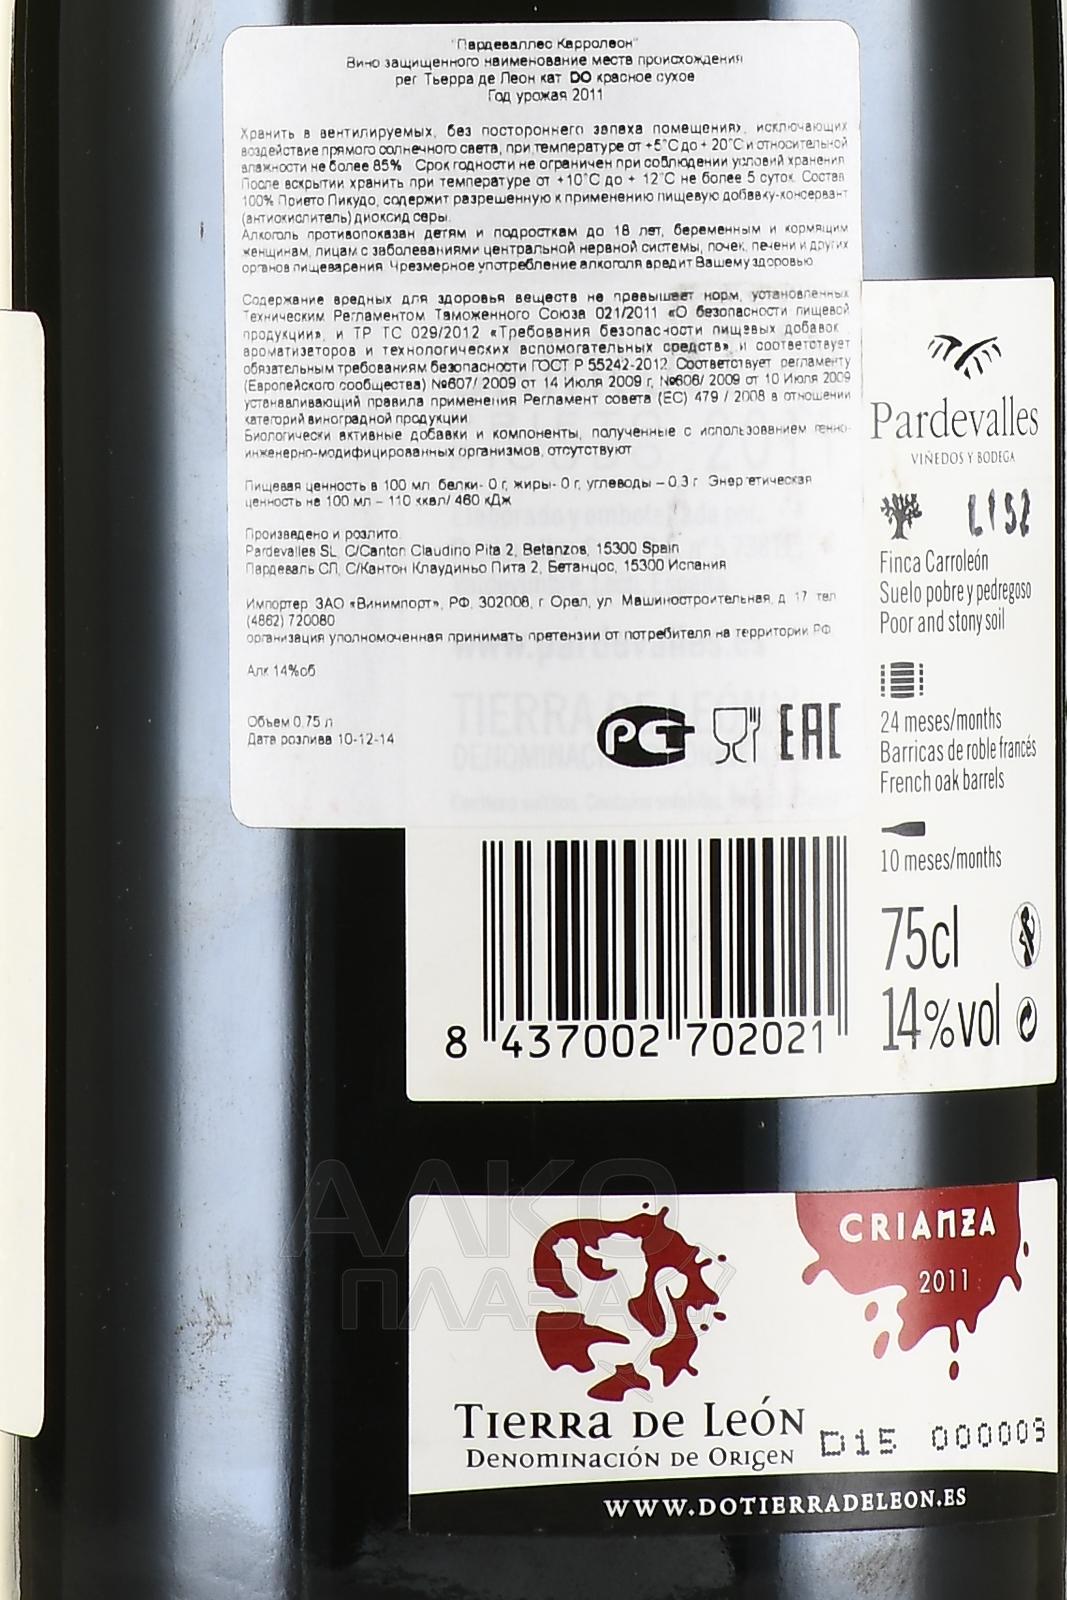 "Пардеваллес Карролеон"
Вино защищенного наименование места происхождения
рег Тьерра де Леон кат DO красное сухое
Год урожая 2011
Хранить в вентилируемых, без постороннего запаха помещениях, исключающих
воздействие прямого солнечного света, при температуре от +5°С до + 20°С и относительной
влажности не более 85% Срок годности не ограничен при соблюдении условий хранения
После вскрытии хранить при температуре от +10°С до + 12°С не более 5 суток. Состав
100% Прието Пикудо, содержит разрешенную к применению пищевую добавку-консервант
(антиокислитель) диоксид серы.
Алкоголь противопоказан детям и подросткам до 18 лет, беременным и кормящим
женщинам, лицам с заболеваниями центральной нервной системы, почек, печени и других
органов пищеварения. Чрезмерное употребление алкоголя вредит Вашему здоровью
Содержание вредных для здоровья веществ не превышает норм, установленных
Техническим Регламентом Таможенного Союза 021/2011 «О безопасности пищевой
продукции», и ТР ТС 029/2012 «Требования безопасности пищевых добавок,
ароматизаторов и технологических вспомогательных средств», и соответствует
обязательным требованиям безопасности ГОСТ Р 55242-2012. Соответствует регламенту
(Европейского сообщества) №607/ 2009 от 14 Июля 2009 г, №606/ 2009 от 10 Июля 2009
устанавливающий правила применения Регламент совета (ЕС) 479 / 2008 в отношении
категорий виноградной продукции
Биологически активные добавки и компоненты, полученные с использованием генно-
инженерно-модифицированных организмов, отсутствуют
Пищевая ценность в 100 мл белки- 0 г, жиры- 0 г, углеводы – 0.3 г Энергетическая
ценность на 100 мл – 110 ккал/ 460 кДж
Произведено и розлито
Pardevalles SL, C/Canton Claudino Pita 2, Betanzos, 15300 Spain
Пардеваль СЛ, С/Кантон Клаудиньо Пита 2, Бетанцос, 15300 Испания
Импортер ЗАО «Винимпорт», РФ, 302008, г Орел, ул Машиностроительная, д 17 тел
(4862) 720080
организация уполномоченная принимать претензии от потребителя на территории РФ
Алк 14%об
Объем 0.75 л
Дата розлива 10-12-14
РСТ
EAC
Pardevalles
VIÑEDOS Y BODEGA
L152
Finca Carroleón
Suelo pobre y pedregoso
Poor and stony soil
24 meses/months
Barricas de roble francés
French oak barrels
10 meses/months
75cl
14%vol
8 437002 702021
CRIANZA
2011
TIERRA DE LEÓN
DENOMINACIÓN DE ORIGEN
D15 000003
WWW.DOTIERRADELEON.ES
АЛКО
ПЛАЗА